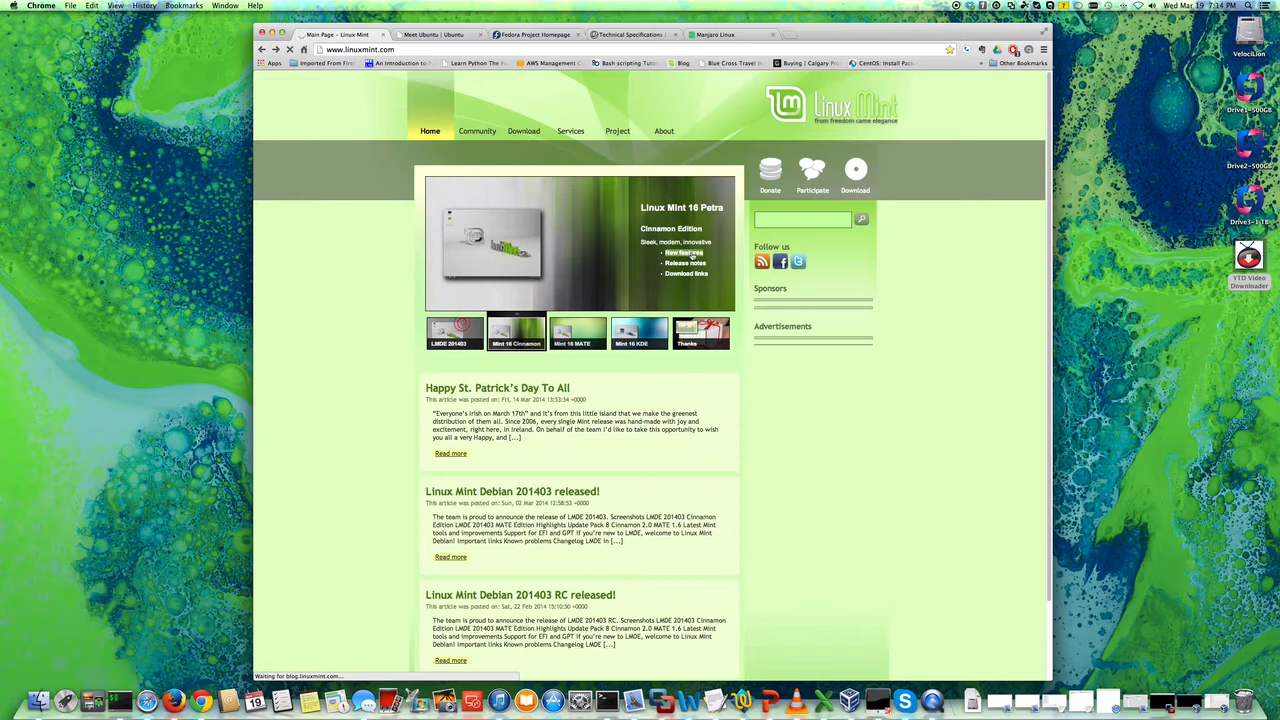 Chrome File Edit View History Bookmarks Window Help
Wed Mar 19 7:14 PM
Main Page - Linux Mint
Meet Ubuntu | Ubuntu
Fedora Project Homepage
Technical Specifications |
Manjaro Linux
www.linuxmint.com
Apps
Imported From Firef
An Introduction to
Learn Python The H
AWS Management
Bash scripting Tuto
Blog
Blue Cross Travel In
Buying | Calgary Pro
CentOS: Install Pack
Other Bookmarks
VelociLion
Drive1-500GB
Drive2-500GB
Drive3-1 TB
YTD Video
Downloader
Linux Mint
from freedom came elegance
Home Community Download Services Project About
Donate Participate Download
Linux Mint 16 Petra
Cinnamon Edition
Sleek, modern, innovative
New features
Release notes
Download links
LMDE 201403
Mint 16 Cinnamon
Mint 16 MATE
Mint 16 KDE
Thanks
Follow us
Sponsors
Advertisements
Happy St. Patrick's Day To All
This article was posted on: Fri, 14 Mar 2014 13:53:34 +0000
"Everyone's Irish on March 17th" and it's from this little island that we make the greenest
distribution of them all. Since 2006, every single Mint release was hand-made with joy and
excitement, right here, in Ireland. On behalf of the team I'd like to take this opportunity to wish
you all a very Happy, and [...]
Read more
Linux Mint Debian 201403 released!
This article was posted on: Sun, 02 Mar 2014 12:58:53 +0000
The team is proud to announce the release of LMDE 201403. Screenshots LMDE 201403 Cinnamon
Edition LMDE 201403 MATE Edition Highlights Update Pack 8 Cinnamon 2.0 MATE 1.6 Latest Mint
tools and improvements Support for EFI and GPT If you're new to LMDE, welcome to Linux Mint
Debian! Important links Known problems Changelog LMDE in [...]
Read more
Linux Mint Debian 201403 RC released!
This article was posted on: Sat, 22 Feb 2014 15:10:50 +0000
The team is proud to announce the release of LMDE 201403 RC. Screenshots LMDE 201403 Cinnamon
Edition LMDE 201403 MATE Edition Highlights Update Pack 8 Cinnamon 2.0 MATE 1.6 Latest Mint
tools and improvements Support for EFI and GPT If you're new to LMDE, welcome to Linux Mint
Debian! Important links Known problems Changelog LMDE [...]
Read more
Waiting for blog.linuxmint.com...
19